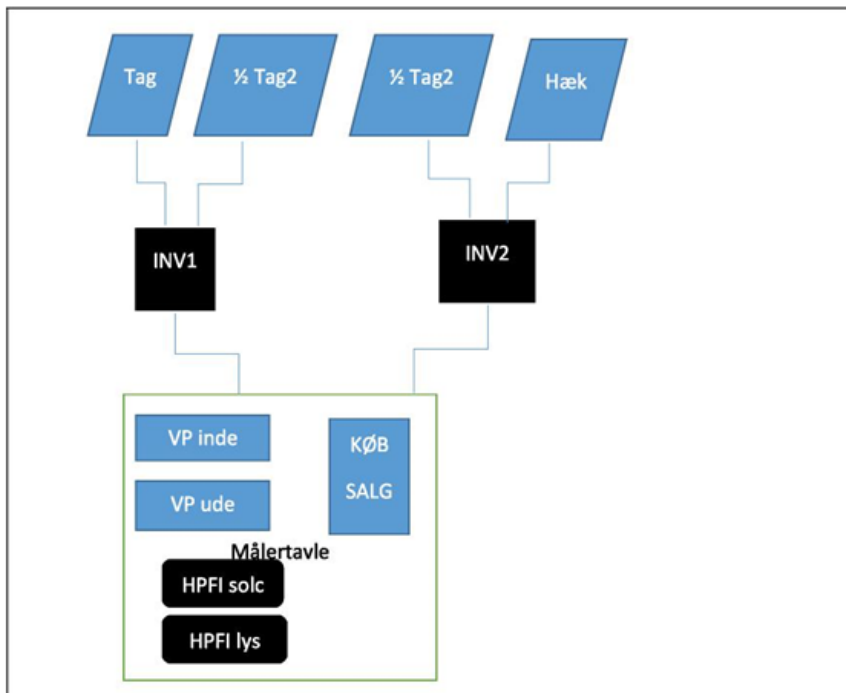 Tag
½ Tag2
½ Tag2
Hæk
INV1
INV2
VP inde
KØB
SALG
VP ude
Målertavle
HPFI solc
HPFI lys